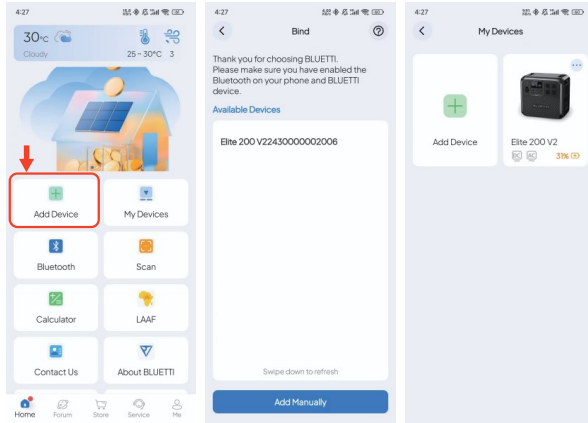 4:27
30°C
Cloudy
25~30°C 3
Add Device
My Devices
Bluetooth
Scan
Calculator
LAAF
Contact Us
About BLUETTI
Home
Forum
Store
Service
Me
4:27
Bind
Thank you for choosing BLUETTI.
Please make sure you have enabled the
Bluetooth on your phone and BLUETTI
device.
Available Devices
Elite 200 V22430000002006
Swipe down to refresh
Add Manually
4:27
My Devices
Add Device
Elite 200 V2
DC AC 31%